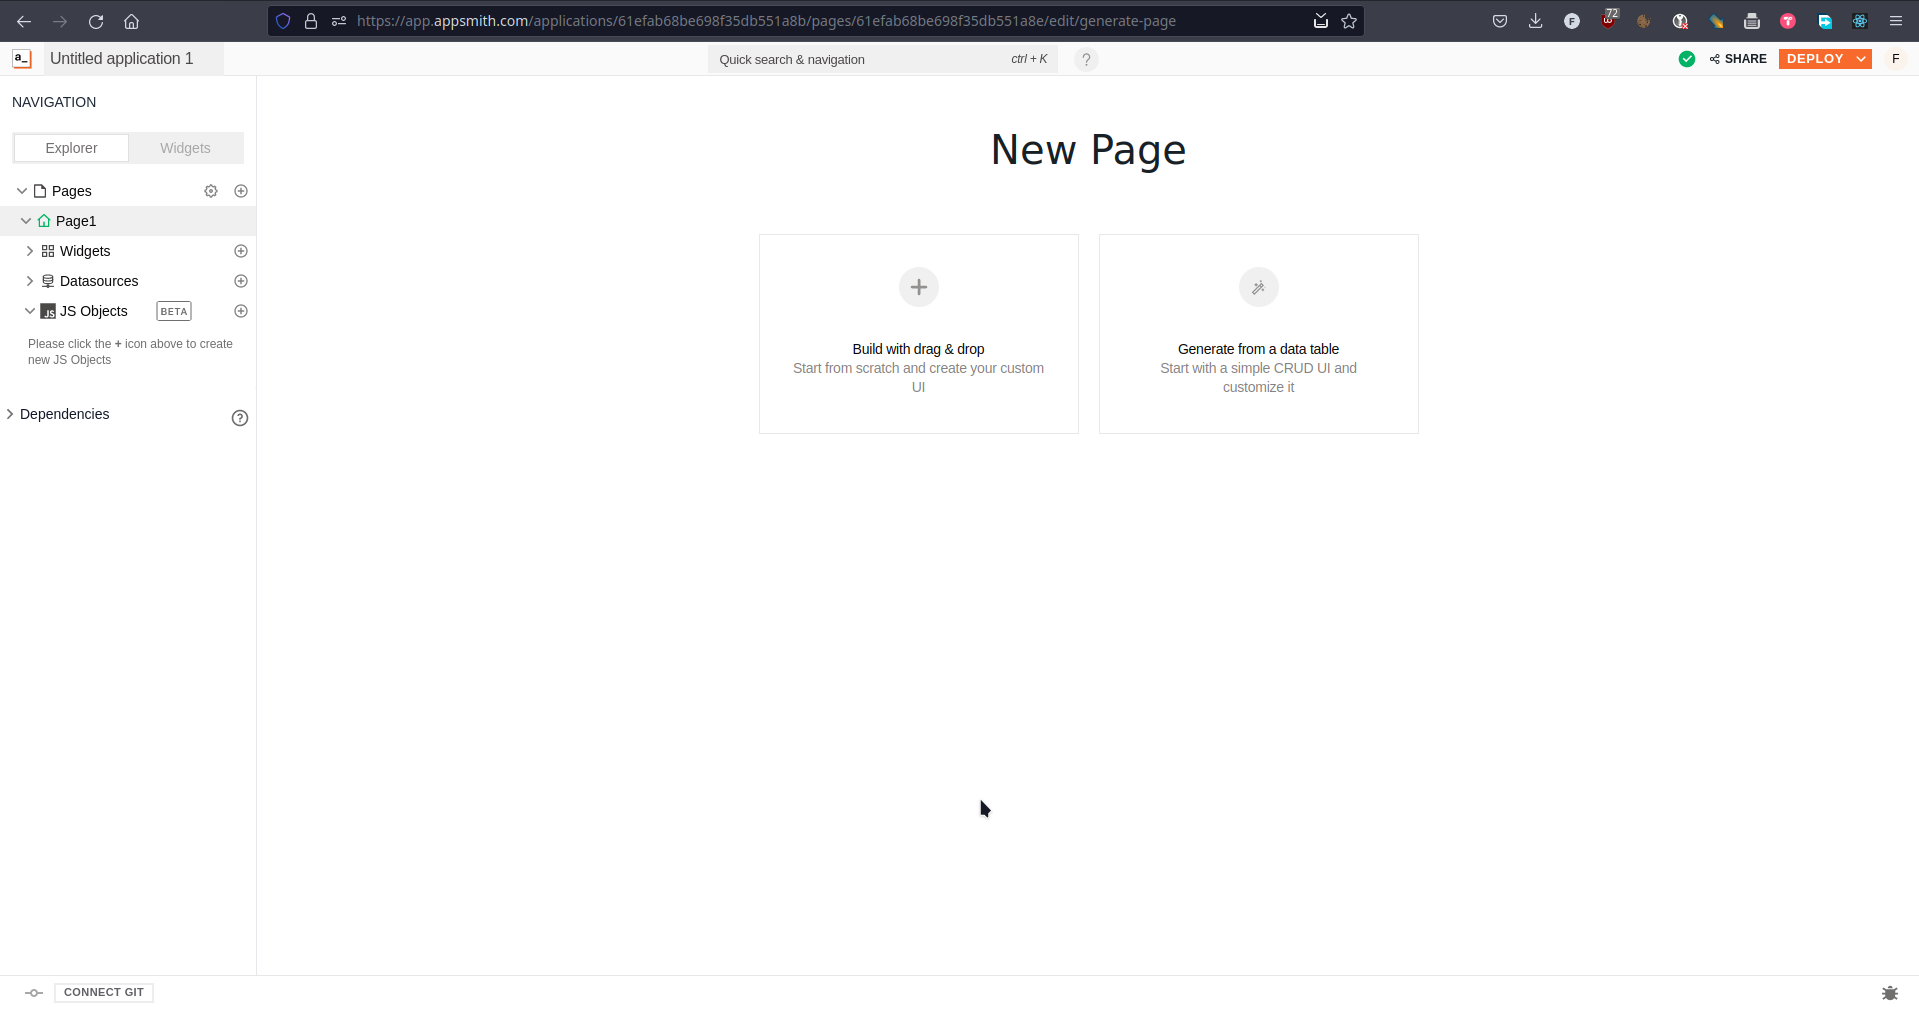 https://app.appsmith.com/applications/61efab68be698f35db551a8b/pages/61efab68be698f35db551a8e/edit/generate-page
F
72
a_
Untitled application 1
Quick search & navigation
ctrl + K
?
SHARE
DEPLOY
F
NAVIGATION
Explorer
Widgets
Pages
Page1
Widgets
Datasources
JS
JS Objects
BETA
Please click the + icon above to create
new JS Objects
Dependencies
?
New Page
Build with drag & drop
Start from scratch and create your custom
UI
Generate from a data table
Start with a simple CRUD UI and
customize it
CONNECT GIT